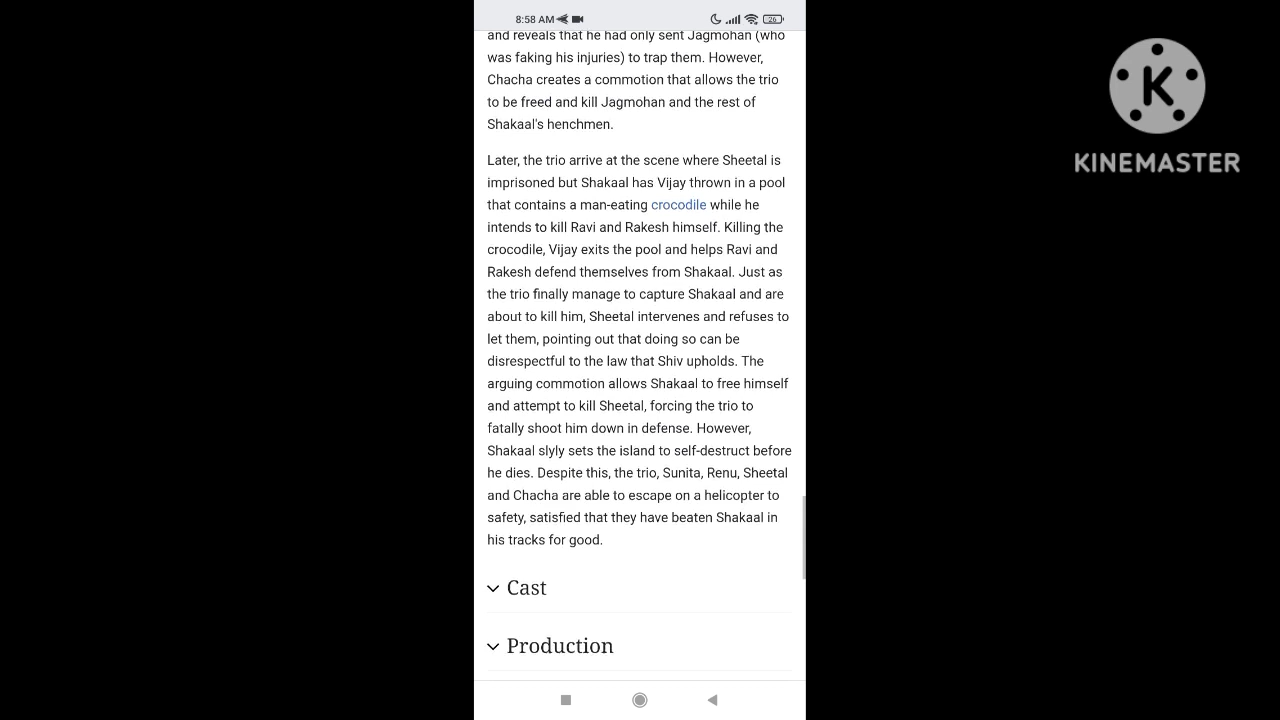 8:58 AM
26
and reveals that he had only sent Jagmohan (who
was faking his injuries) to trap them. However,
Chacha creates a commotion that allows the trio
to be freed and kill Jagmohan and the rest of
Shakaal's henchmen.
Later, the trio arrive at the scene where Sheetal is
imprisoned but Shakaal has Vijay thrown in a pool
that contains a man-eating crocodile while he
intends to kill Ravi and Rakesh himself. Killing the
crocodile, Vijay exits the pool and helps Ravi and
Rakesh defend themselves from Shakaal. Just as
the trio finally manage to capture Shakaal and are
about to kill him, Sheetal intervenes and refuses to
let them, pointing out that doing so can be
disrespectful to the law that Shiv upholds. The
arguing commotion allows Shakaal to free himself
and attempt to kill Sheetal, forcing the trio to
fatally shoot him down in defense. However,
Shakaal slyly sets the island to self-destruct before
he dies. Despite this, the trio, Sunita, Renu, Sheetal
and Chacha are able to escape on a helicopter to
safety, satisfied that they have beaten Shakaal in
his tracks for good.
Cast
Production
K
KINEMASTER